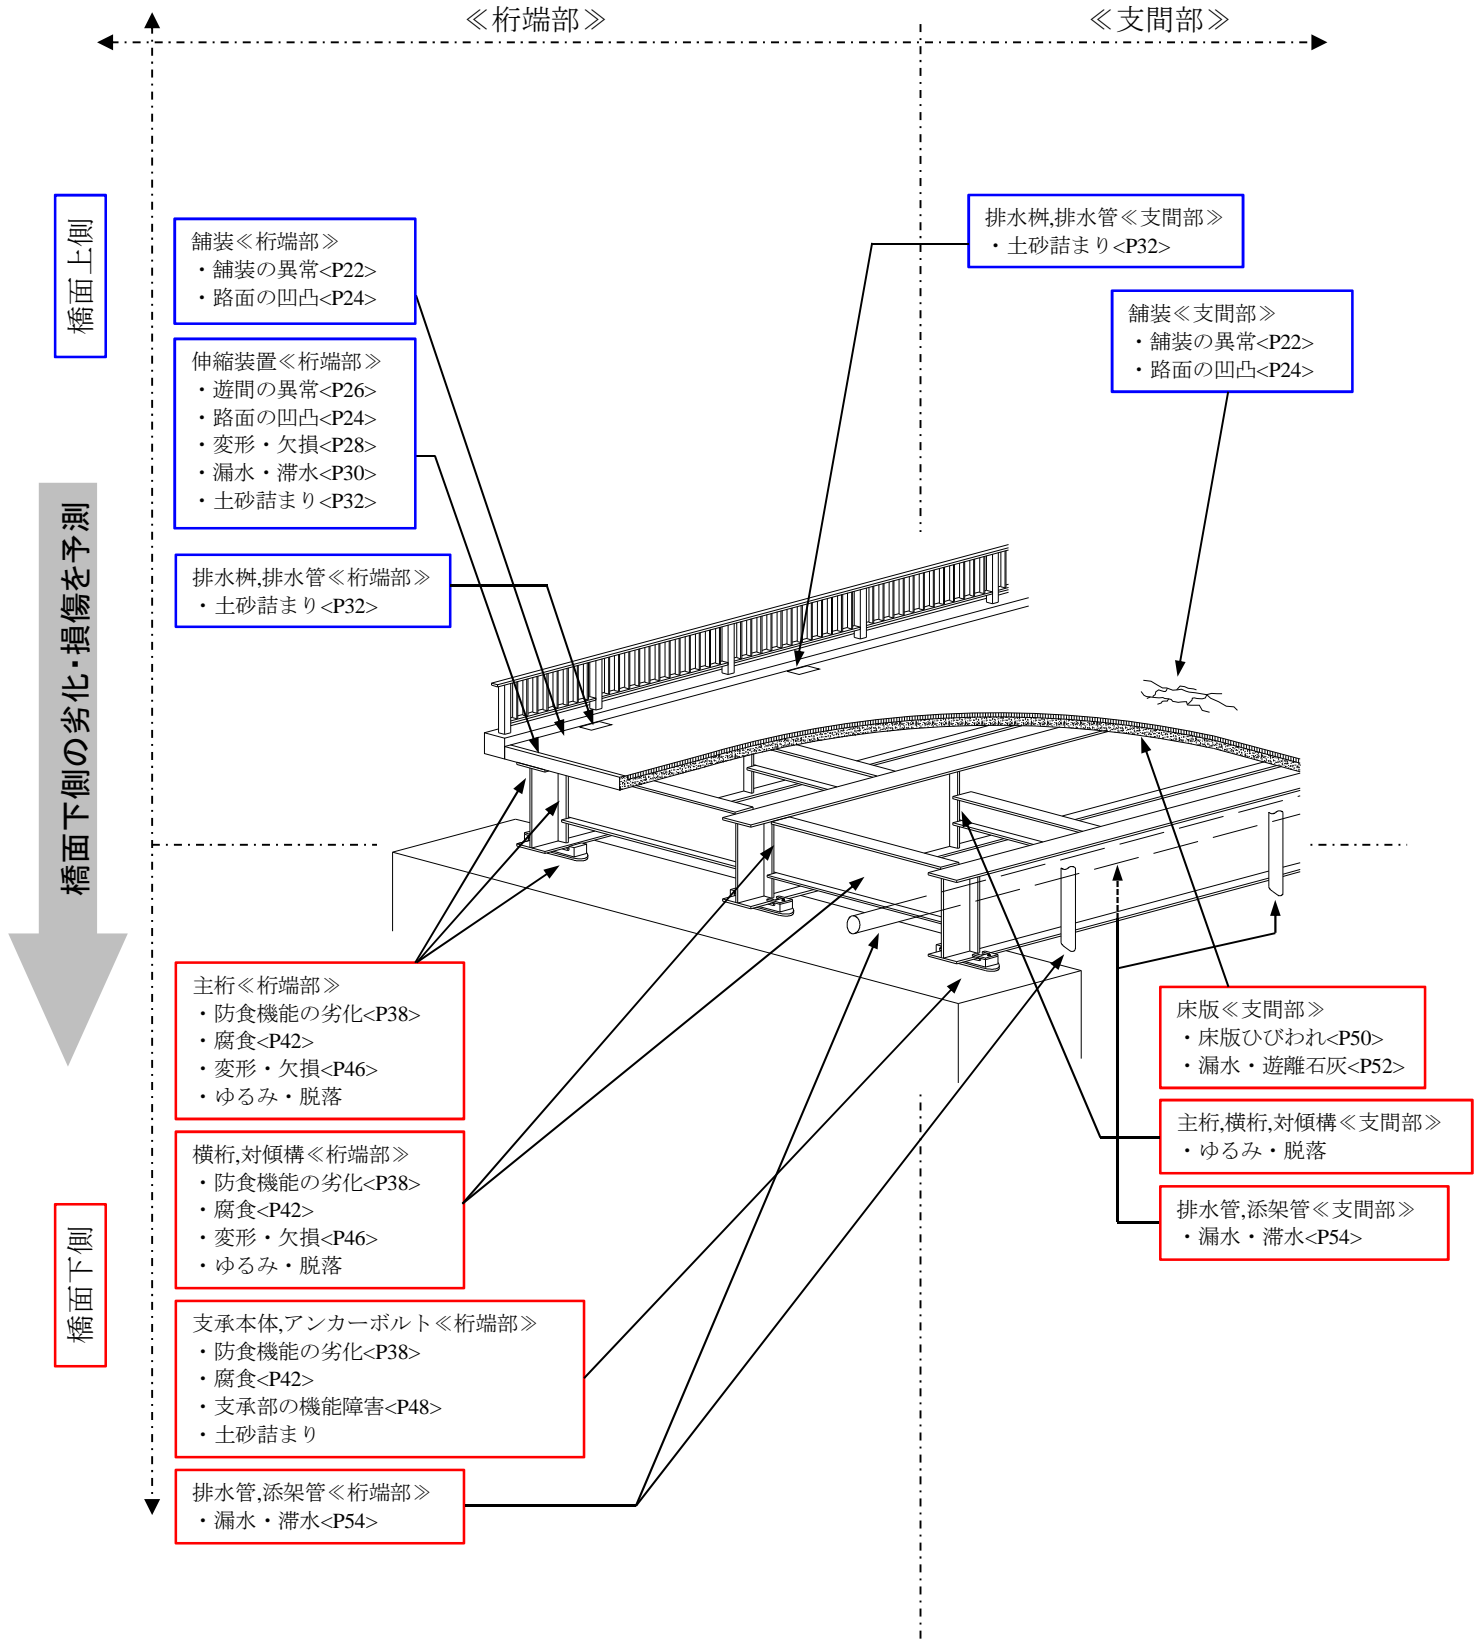 ≪桁端部≫
≪支間部≫
橋面上側
舗装≪桁端部≫
・舗装の異常<P22>
・路面の凹凸<P24>
伸縮装置≪桁端部≫
・遊間の異常<P26>
・路面の凹凸<P24>
・変形・欠損<P28>
・漏水・滞水<P30>
・土砂詰まり<P32>
排水桝,排水管≪桁端部≫
・土砂詰まり<P32>
排水桝,排水管≪支間部≫
・土砂詰まり<P32>
舗装≪支間部≫
・舗装の異常<P22>
・路面の凹凸<P24>
橋面下側の劣化・損傷を予測
橋面下側
主桁≪桁端部≫
・防食機能の劣化<P38>
・腐食<P42>
・変形・欠損<P46>
・ゆるみ・脱落
横桁,対傾構≪桁端部≫
・防食機能の劣化<P38>
・腐食<P42>
・変形・欠損<P46>
・ゆるみ・脱落
支承本体,アンカーボルト≪桁端部≫
・防食機能の劣化<P38>
・腐食<P42>
・支承部の機能障害<P48>
・土砂詰まり
排水管,添架管≪桁端部≫
・漏水・滞水<P54>
床版≪支間部≫
・床版ひびわれ<P50>
・漏水・遊離石灰<P52>
主桁,横桁,対傾構≪支間部≫
・ゆるみ・脱落
排水管,添架管≪支間部≫
・漏水・滞水<P54>